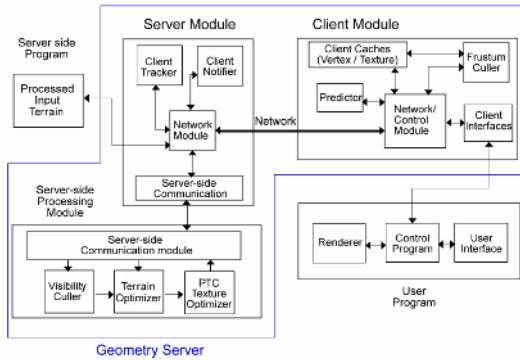 Server Module
Client Module
Server side
Program
Processed
Input
Terrain
Client
Tracker
Client
Notifier
Network
Module
Server-side
Communication
Network
Client Caches
(Vertex / Texture)
Frustum
Culler
Predictor
Network/
Control
Module
Client
Interfaces
Server-side
Processing
Module
Server-side
Communication module
Visibility
Culler
Terrain
Optimizer
PTC
Texture
Optimizer
Renderer
Control
Program
User
Interface
User
Program
Geometry Server